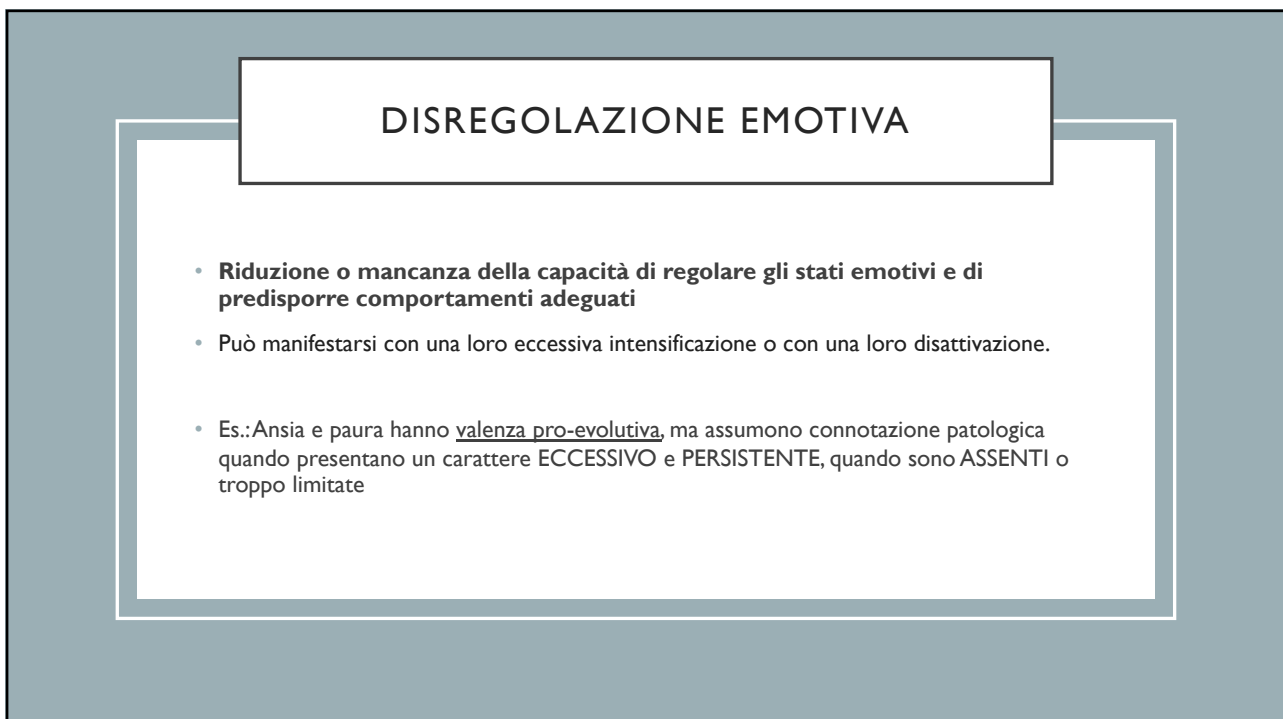 DISREGOLAZIONE EMOTIVA
• Riduzione o mancanza della capacità di regolare gli stati emotivi e di
predisporre comportamenti adeguati
• Può manifestarsi con una loro eccessiva intensificazione o con una loro disattivazione.
• Es.: Ansia e paura hanno valenza pro-evolutiva, ma assumono connotazione patologica
quando presentano un carattere ECCESSIVO e PERSISTENTE, quando sono ASSENTI o
troppo limitate